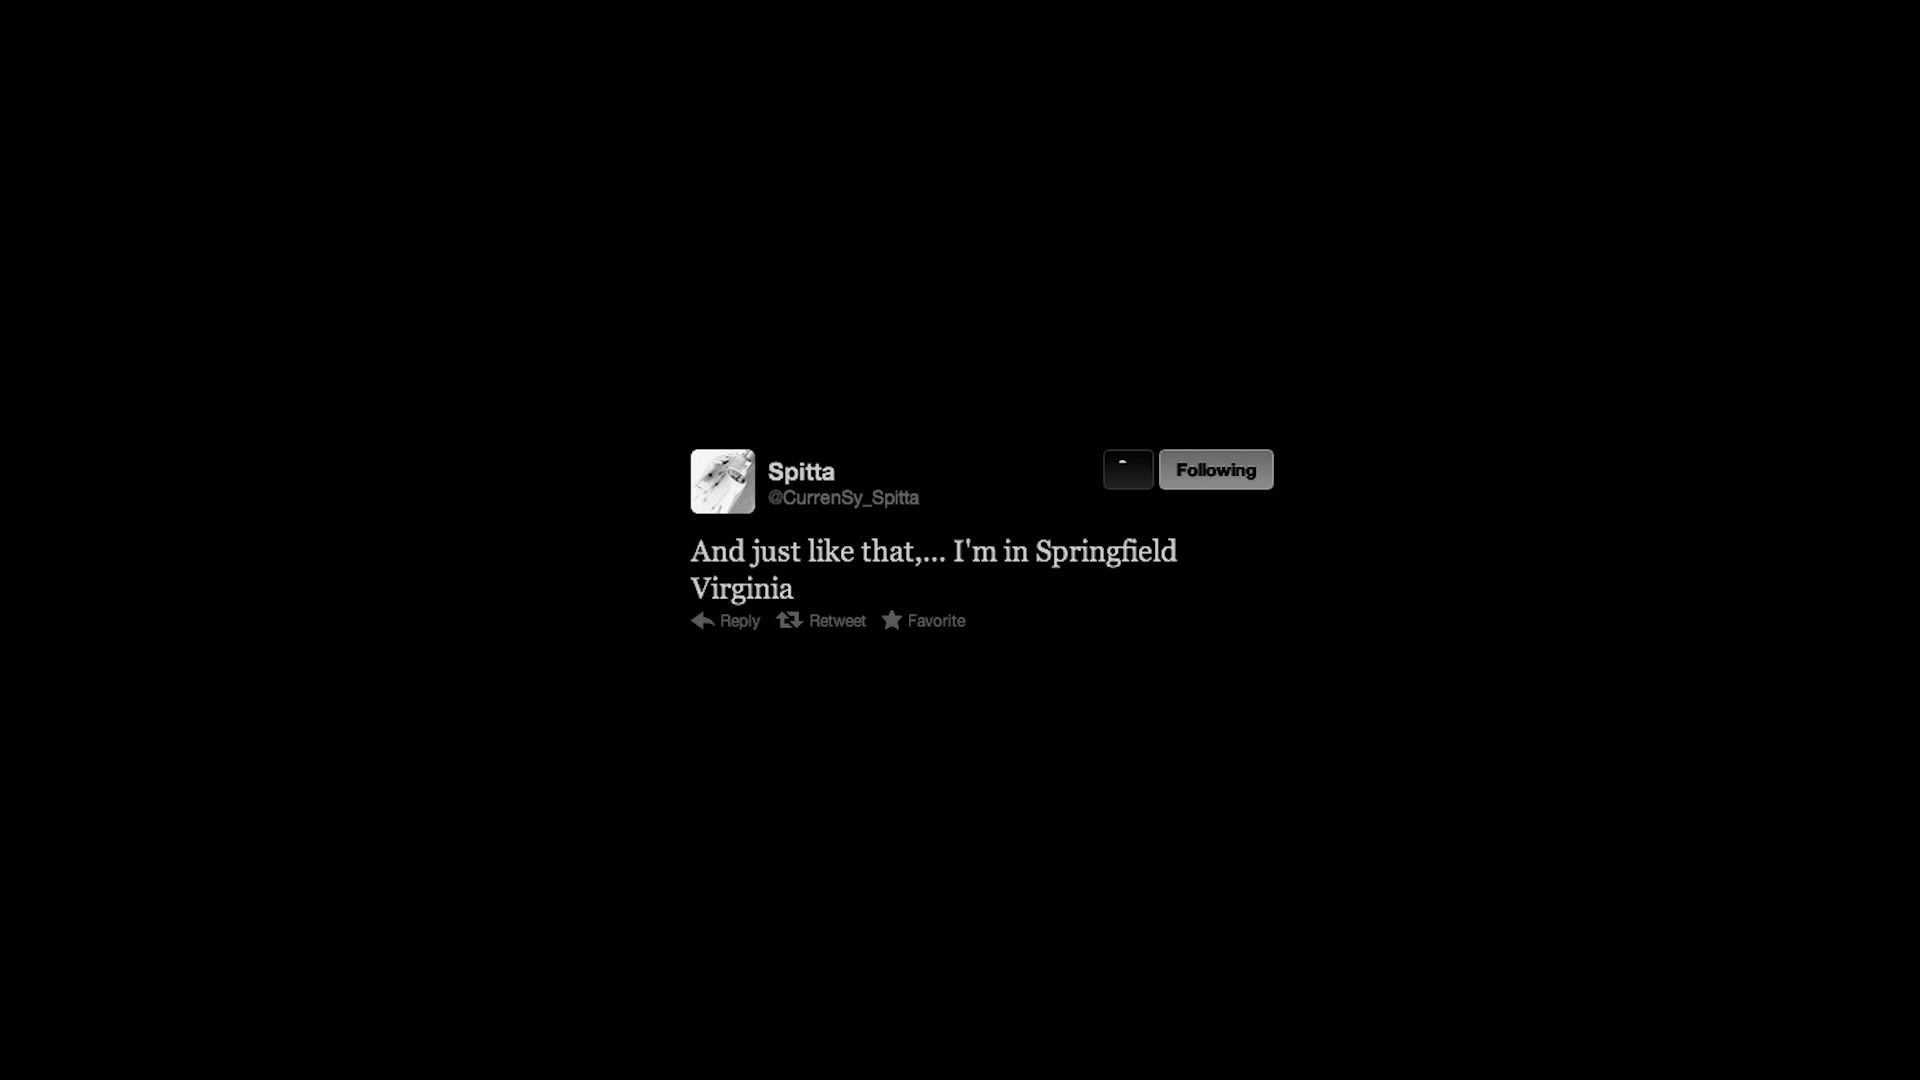 Spitta
@CurrenSy_Spitta
Following
And just like that,... I'm in Springfield
Virginia
Reply Retweet Favorite